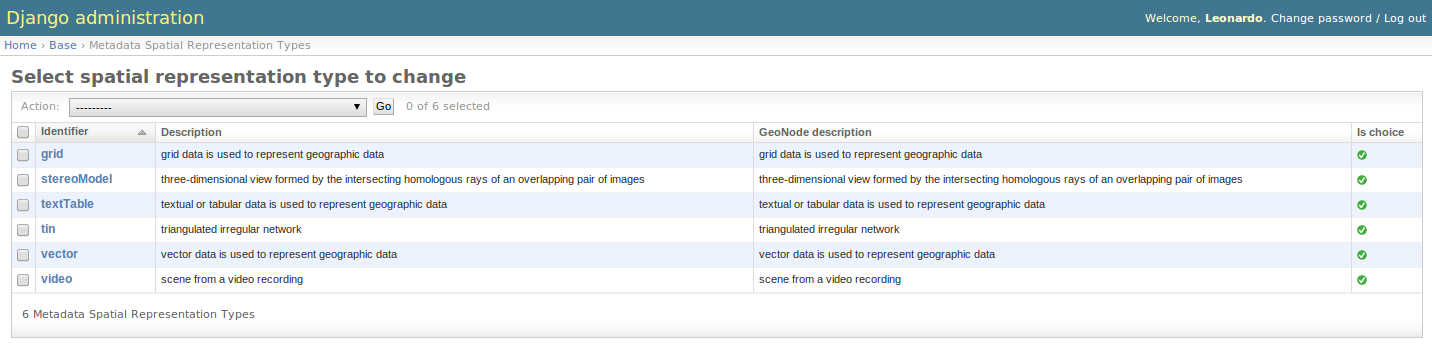 Django administration Welcome, Leonardo. Change password / Log out
Home › Base › Metadata Spatial Representation Types
Select spatial representation type to change
Action: --------- Go 0 of 6 selected
Identifier Description GeoNode description Is choice
grid grid data is used to represent geographic data grid data is used to represent geographic data
stereoModel three-dimensional view formed by the intersecting homologous rays of an overlapping pair of images three-dimensional view formed by the intersecting homologous rays of an overlapping pair of images
textTable textual or tabular data is used to represent geographic data textual or tabular data is used to represent geographic data
tin triangulated irregular network triangulated irregular network
vector vector data is used to represent geographic data vector data is used to represent geographic data
video scene from a video recording scene from a video recording
6 Metadata Spatial Representation Types